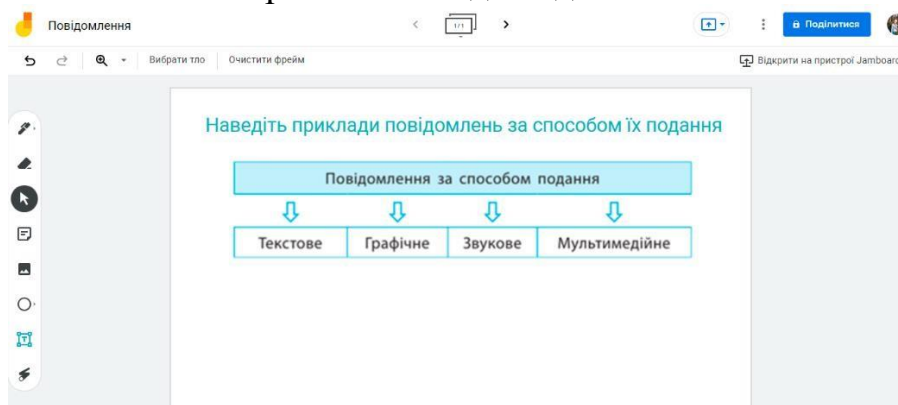 Повідомлення
1/1
Поділитися
Вибрати тло
Очистити фрейм
Відкрити на пристрої Jamboard
Наведіть приклади повідомлень за способом їх подання
Повідомлення за способом подання
Текстове Графічне Звукове Мультимедійне